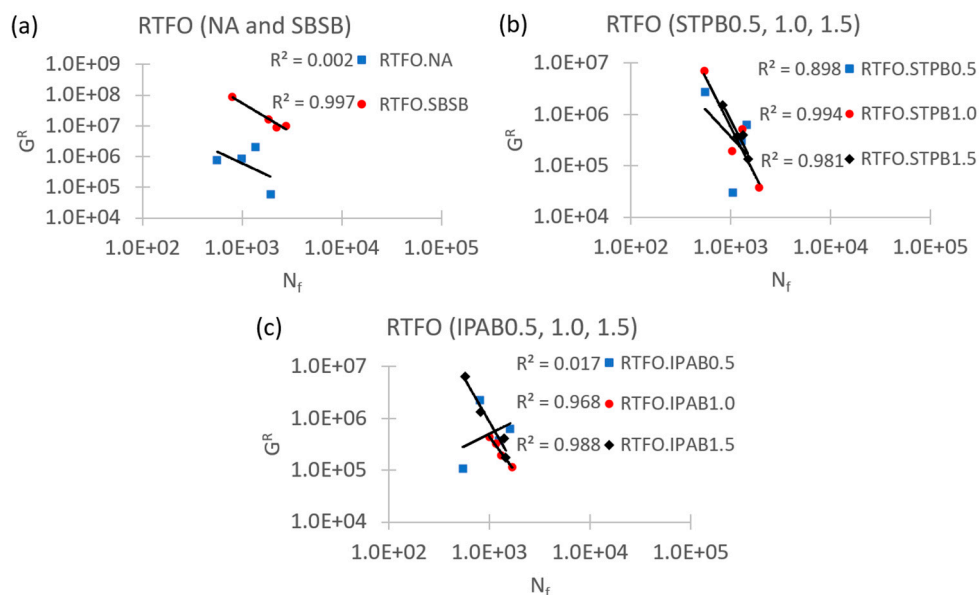 (a)
RTFO (NA and SBSB)
1.0E+09
1.0E+08
1.0E+07
1.0E+06
1.0E+05
1.0E+04
G^R
R² = 0.002
RTFO.NA
R² = 0.997
RTFO.SBSB
1.0E+02 1.0E+03 1.0E+04 1.0E+05
N_f
(b)
RTFO (STPB0.5, 1.0, 1.5)
1.0E+07
1.0E+06
1.0E+05
1.0E+04
G^R
R² = 0.898
RTFO.STPB0.5
R² = 0.994
RTFO.STPB1.0
R² = 0.981
RTFO.STPB1.5
1.0E+02 1.0E+03 1.0E+04 1.0E+05
N_f
(c)
RTFO (IPAB0.5, 1.0, 1.5)
1.0E+07
1.0E+06
1.0E+05
1.0E+04
G^R
R² = 0.017
RTFO.IPAB0.5
R² = 0.968
RTFO.IPAB1.0
R² = 0.988
RTFO.IPAB1.5
1.0E+02 1.0E+03 1.0E+04 1.0E+05
N_f